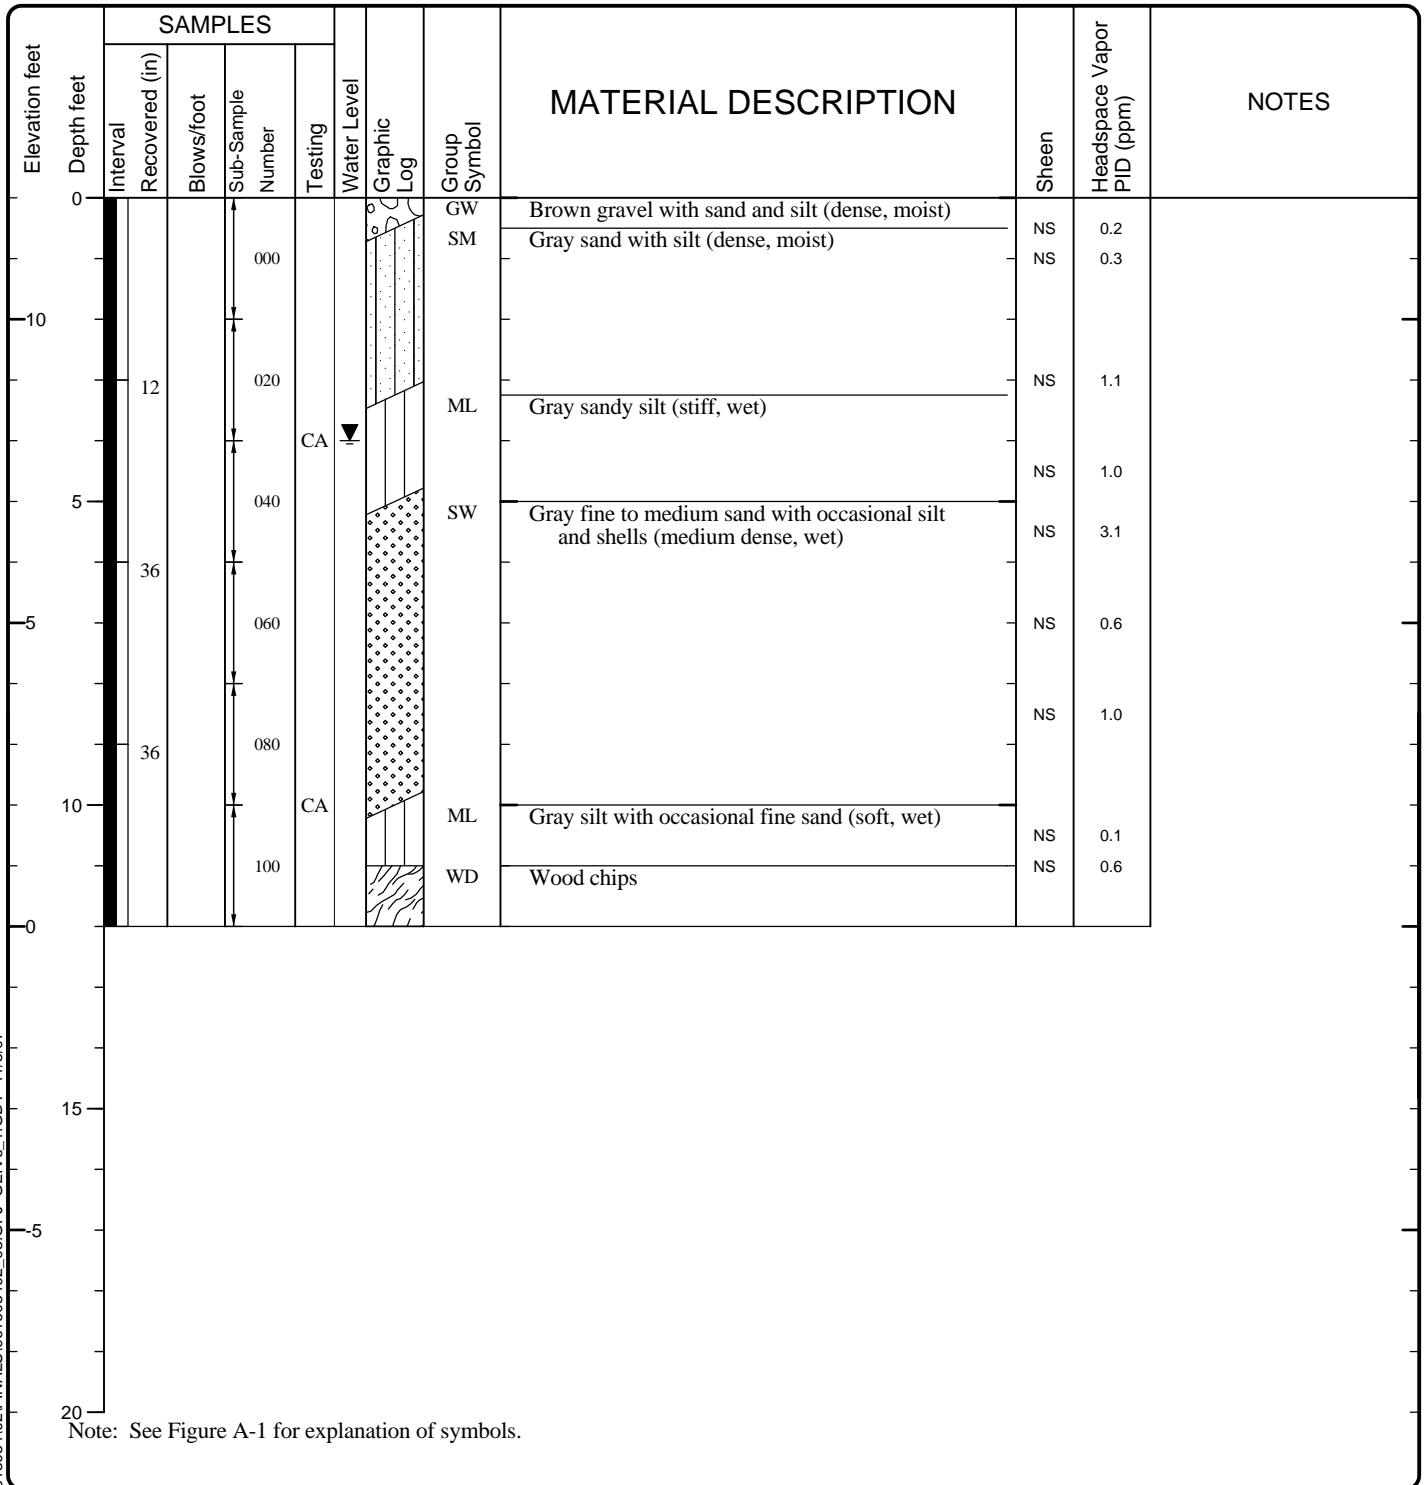 SAMPLES
Elevation feet
Depth feet
Interval
Recovered (in)
Blows/foot
Sub-Sample
Number
Testing
Water Level
Graphic
Log
Group
Symbol
MATERIAL DESCRIPTION
Sheen
Headspace Vapor
PID (ppm)
NOTES
0
GW Brown gravel with sand and silt (dense, moist)
NS 0.2
SM Gray sand with silt (dense, moist)
000 NS 0.3
10
12 020 NS 1.1
ML Gray sandy silt (stiff, wet)
CA
NS 1.0
5 040
SW Gray fine to medium sand with occasional silt
NS 3.1
and shells (medium dense, wet)
36
5 060 NS 0.6
NS 1.0
36 080
10 CA
ML Gray silt with occasional fine sand (soft, wet)
NS 0.1
100 NS 0.6
WD Wood chips
0
15
-5
20
Note: See Figure A-1 for explanation of symbols.